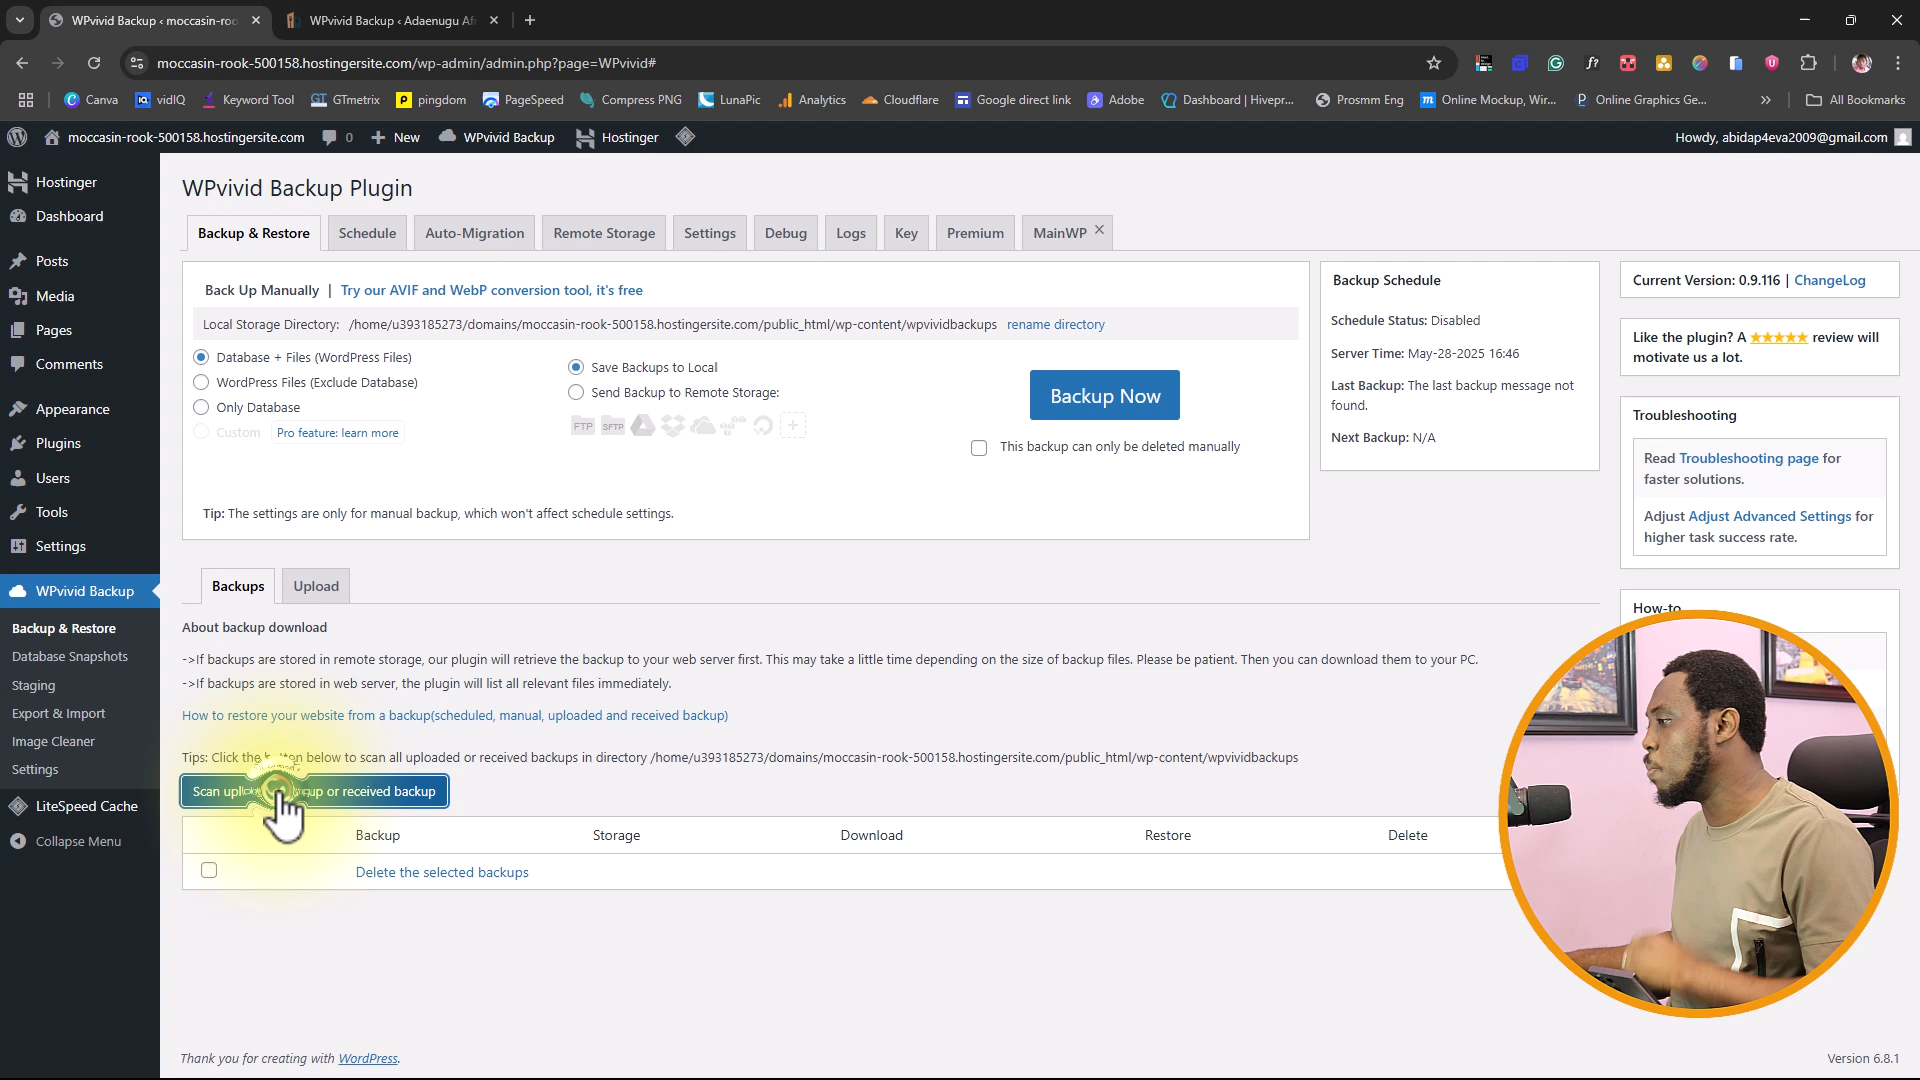 WPvivid Backup ‹ moccasin-roo
WPvivid Backup ‹ Adaenugu Af
moccasin-rook-500158.hostingersite.com/wp-admin/admin.php?page=WPvivid#
Canva
vidIQ
Keyword Tool
GTmetrix
pingdom
PageSpeed
Compress PNG
LunaPic
Analytics
Cloudflare
Google direct link
Adobe
Dashboard | Hivepr...
Prosmm Eng
Online Mockup, Wir...
Online Graphics Ge...
»
All Bookmarks
moccasin-rook-500158.hostingersite.com
0
New
WPvivid Backup
Hostinger
Howdy, abidap4eva2009@gmail.com
Hostinger
Dashboard
Posts
Media
Pages
Comments
Appearance
Plugins
Users
Tools
Settings
WPvivid Backup
Backup & Restore
Database Snapshots
Staging
Export & Import
Image Cleaner
Settings
LiteSpeed Cache
Collapse Menu
WPvivid Backup Plugin
Backup & Restore
Schedule
Auto-Migration
Remote Storage
Settings
Debug
Logs
Key
Premium
MainWP
Back Up Manually | Try our AVIF and WebP conversion tool, it's free
Local Storage Directory: /home/u393185273/domains/moccasin-rook-500158.hostingersite.com/public_html/wp-content/wpvividbackups rename directory
Database + Files (WordPress Files)
WordPress Files (Exclude Database)
Only Database
Custom Pro feature: learn more
Save Backups to Local
Send Backup to Remote Storage:
FTP
SFTP
Backup Now
This backup can only be deleted manually
Tip: The settings are only for manual backup, which won't affect schedule settings.
Backup Schedule
Schedule Status: Disabled
Server Time: May-28-2025 16:46
Last Backup: The last backup message not
found.
Next Backup: N/A
Current Version: 0.9.116 | ChangeLog
Like the plugin? A ★★★★★ review will
motivate us a lot.
Troubleshooting
Read Troubleshooting page for
faster solutions.
Adjust Adjust Advanced Settings for
higher task success rate.
How-to
Backups
Upload
About backup download
->If backups are stored in remote storage, our plugin will retrieve the backup to your web server first. This may take a little time depending on the size of backup files. Please be patient. Then you can download them to your PC.
->If backups are stored in web server, the plugin will list all relevant files immediately.
How to restore your website from a backup(scheduled, manual, uploaded and received backup)
Tips: Click the button below to scan all uploaded or received backups in directory /home/u393185273/domains/moccasin-rook-500158.hostingersite.com/public_html/wp-content/wpvividbackups
Scan upl up or received backup
Backup
Storage
Download
Restore
Delete
Delete the selected backups
Thank you for creating with WordPress.
Version 6.8.1